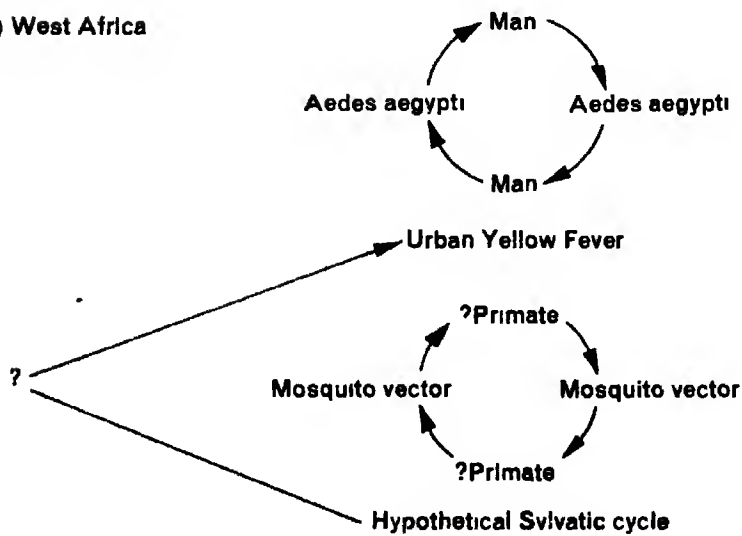 ) West Africa
Man
Aedes aegypti Aedes aegypti
Man
Urban Yellow Fever
?Primate
?
Mosquito vector Mosquito vector
?Primate
Hypothetical Sylvatic cycle